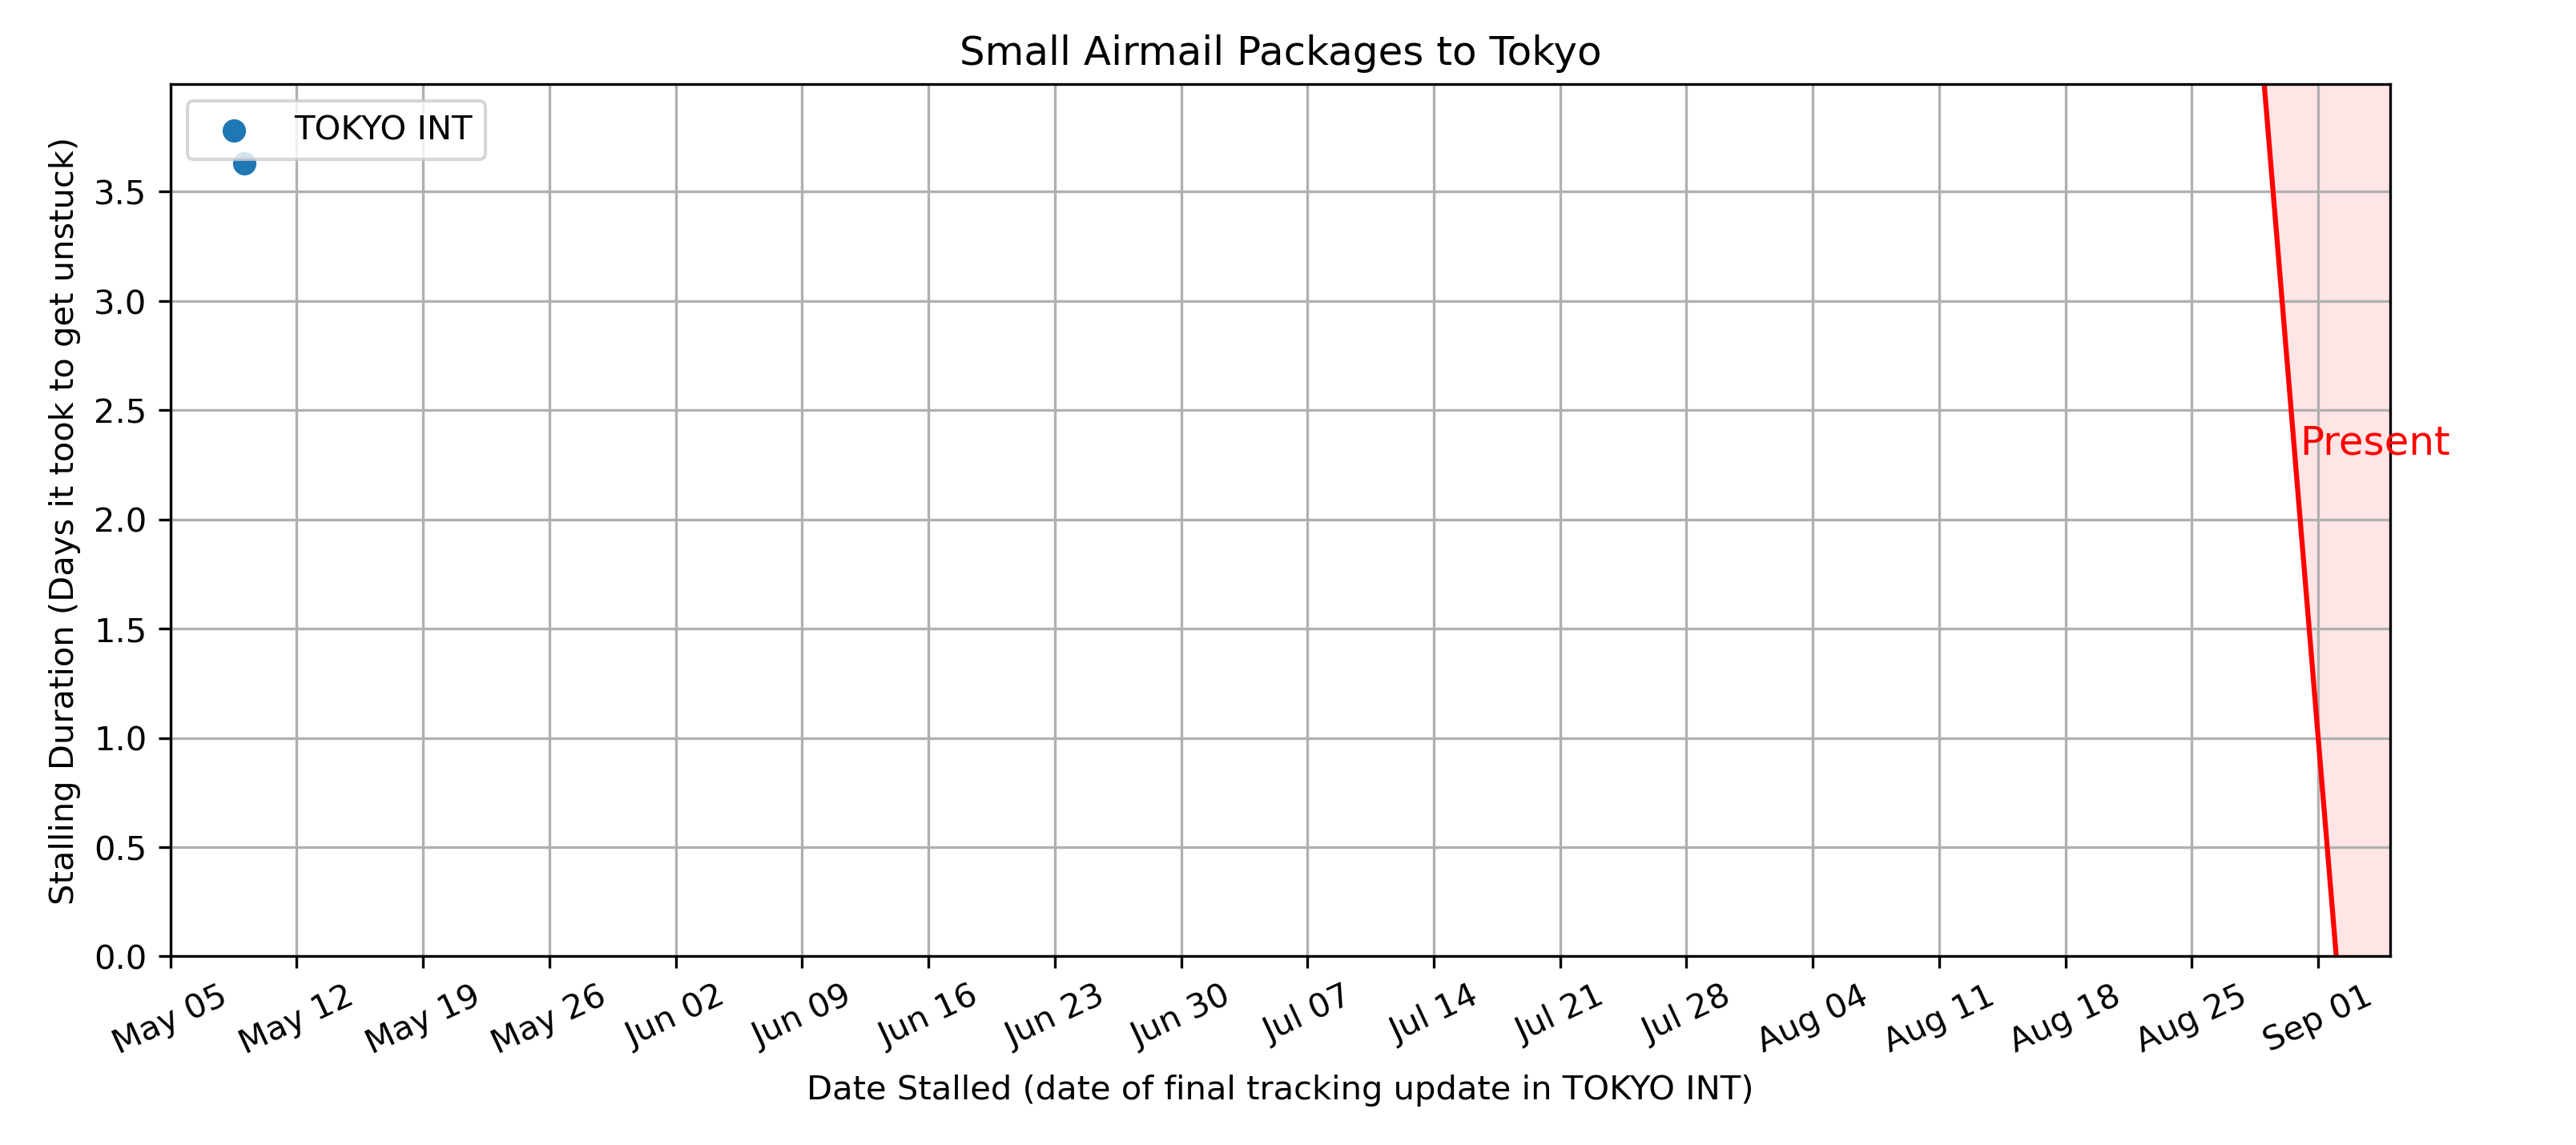 Small Airmail Packages to Tokyo
TOKYO INT
Stalling Duration (Days it took to get unstuck)
3.5
3.0
2.5
2.0
1.5
1.0
0.5
0.0
Present
May 05
May 12
May 19
May 26
Jun 02
Jun 09
Jun 16
Jun 23
Jun 30
Jul 07
Jul 14
Jul 21
Jul 28
Aug 04
Aug 11
Aug 18
Aug 25
Sep 01
Date Stalled (date of final tracking update in TOKYO INT)